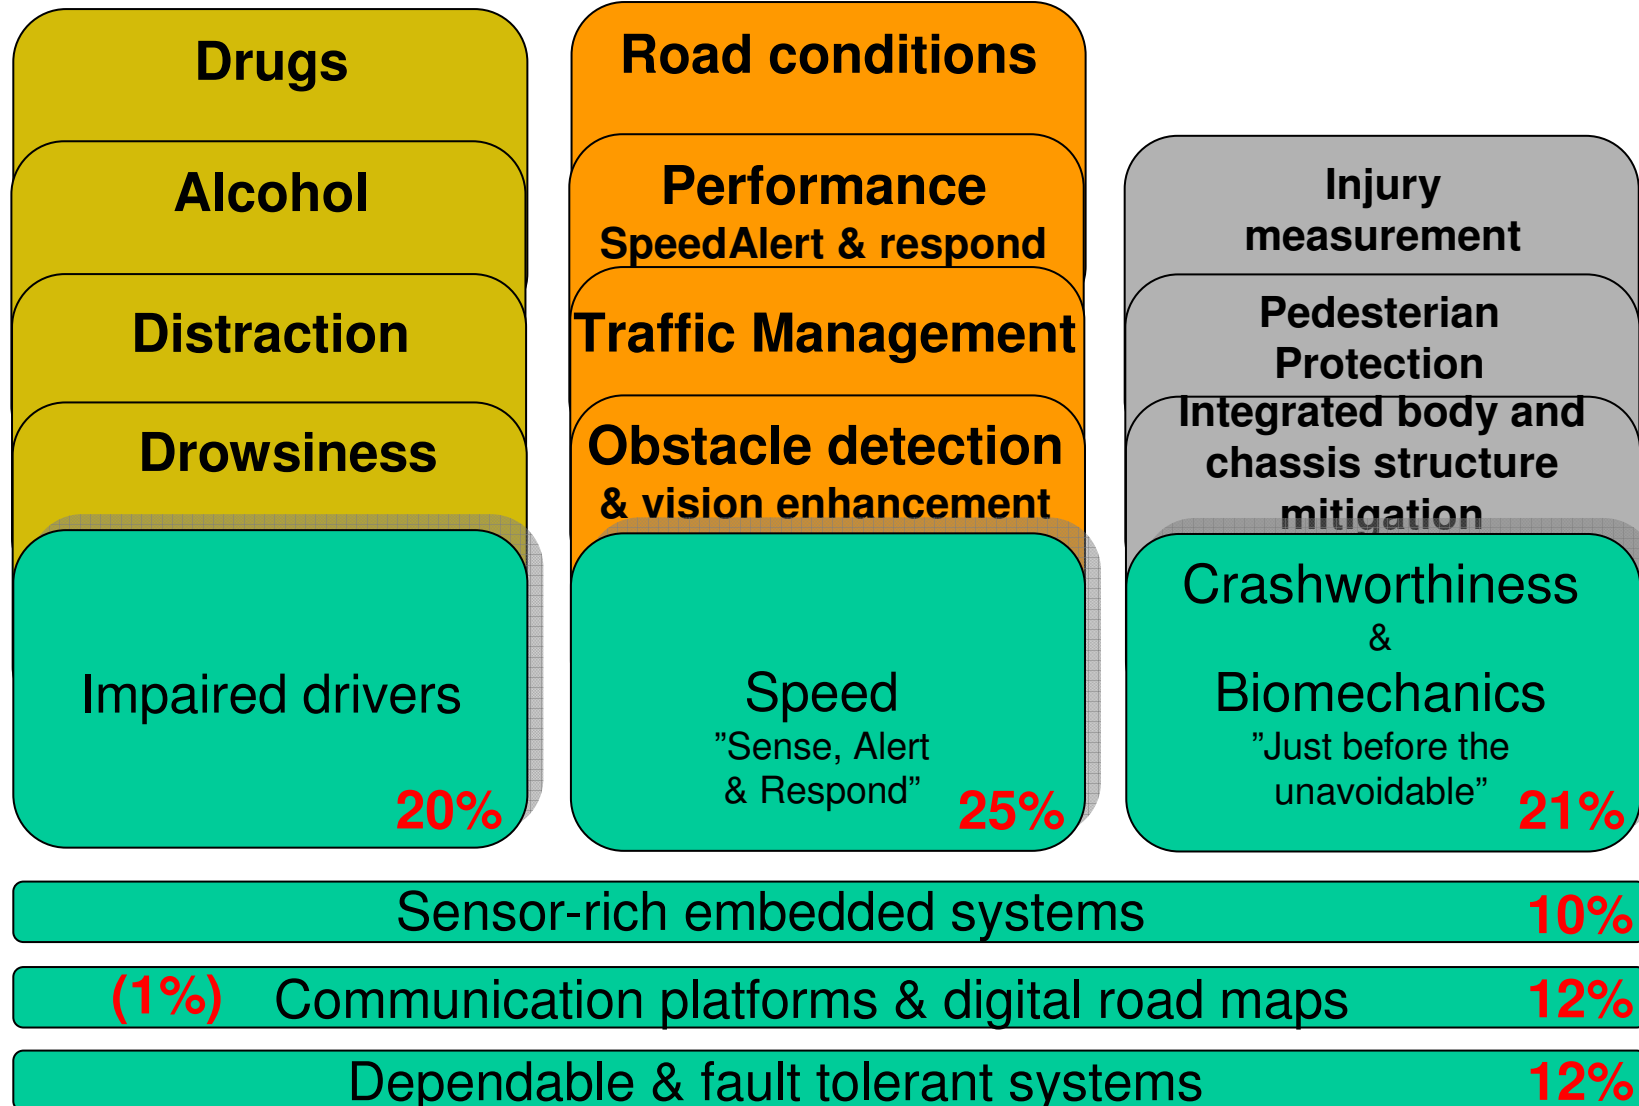 Drugs
Alcohol
Distraction
Drowsiness
Impaired drivers
20%
Road conditions
Performance
SpeedAlert & respond
Traffic Management
Obstacle detection
& vision enhancement
Speed
”Sense, Alert
& Respond”
25%
Injury
measurement
Pedesterian
Protection
Integrated body and
chassis structure
mitigation
Crashworthiness
&
Biomechanics
”Just before the
unavoidable”
21%
Sensor-rich embedded systems 10%
(1%) Communication platforms & digital road maps 12%
Dependable & fault tolerant systems 12%